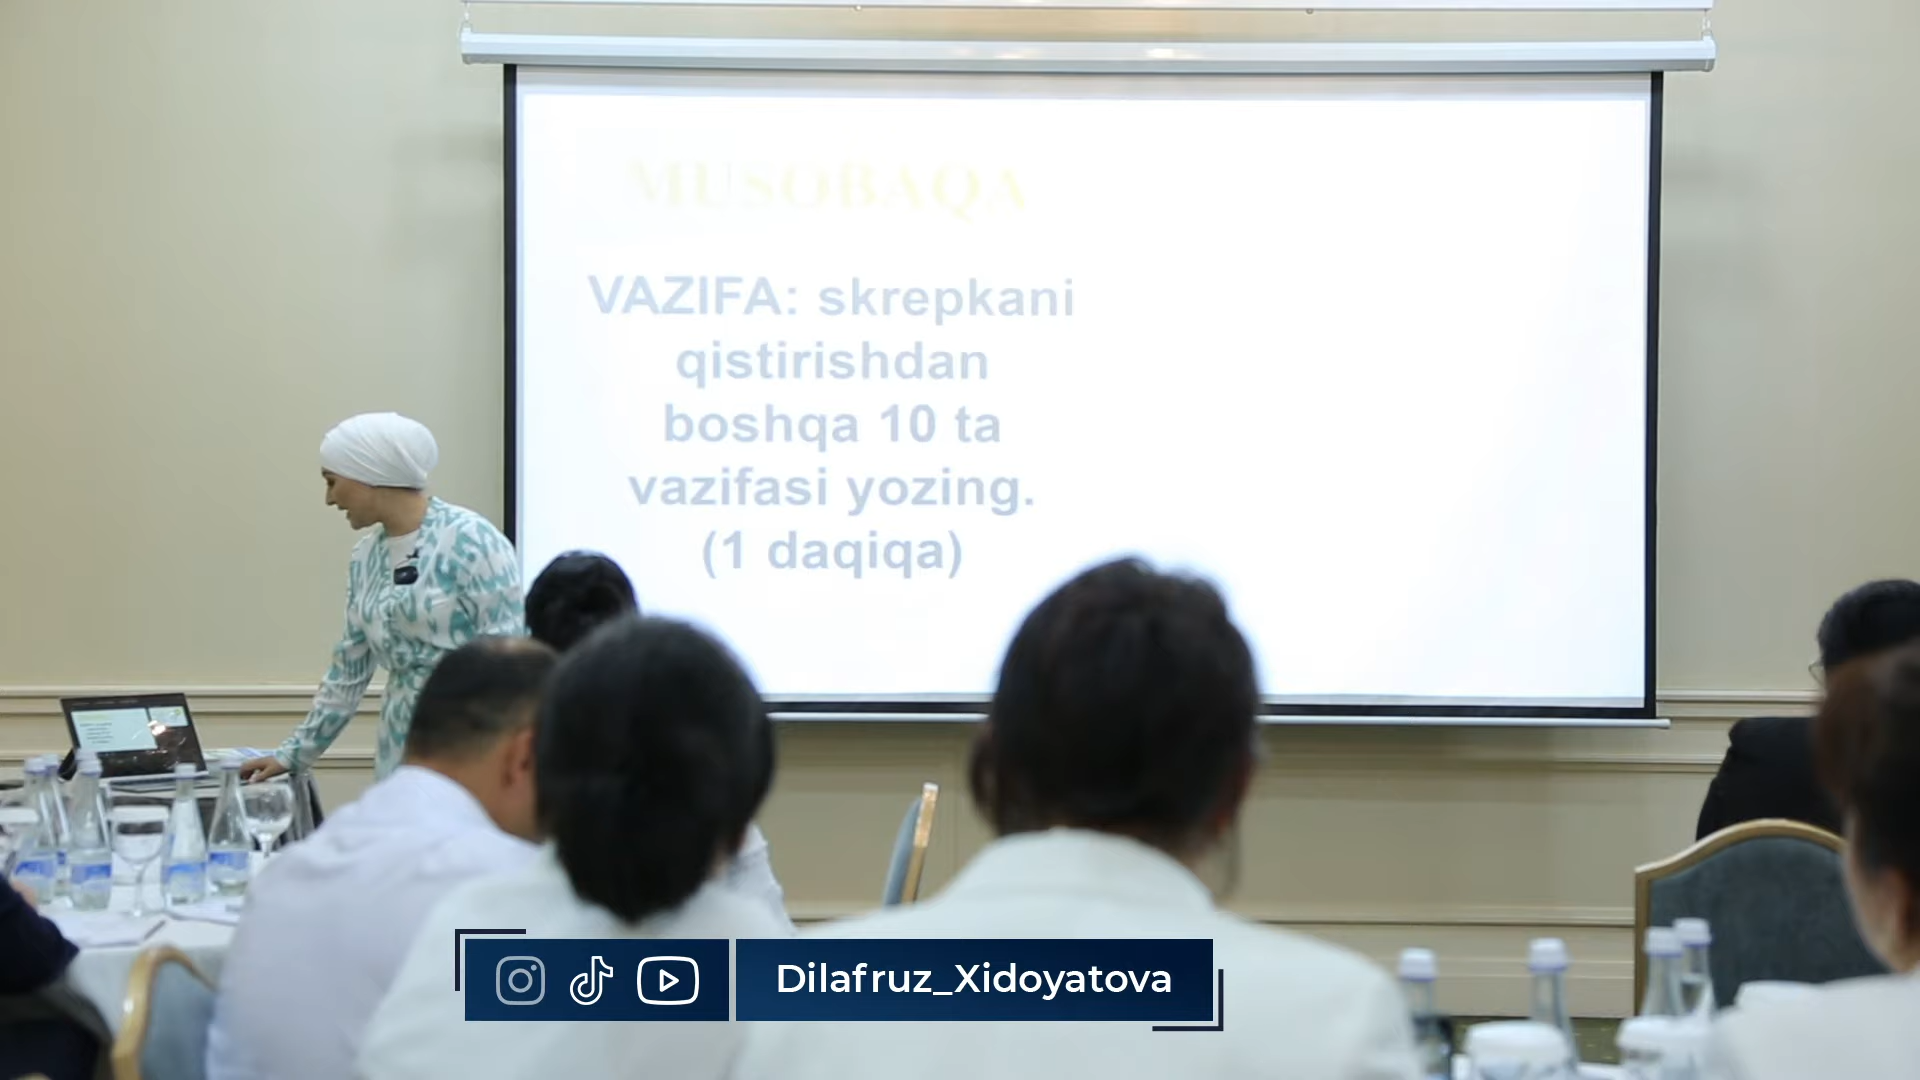 MUSOBAQA
VAZIFA: skrepkani
qistirishdan
boshqa 10 ta
vazifasi yozing.
(1 daqiqa)
Dilafruz_Xidoyatova